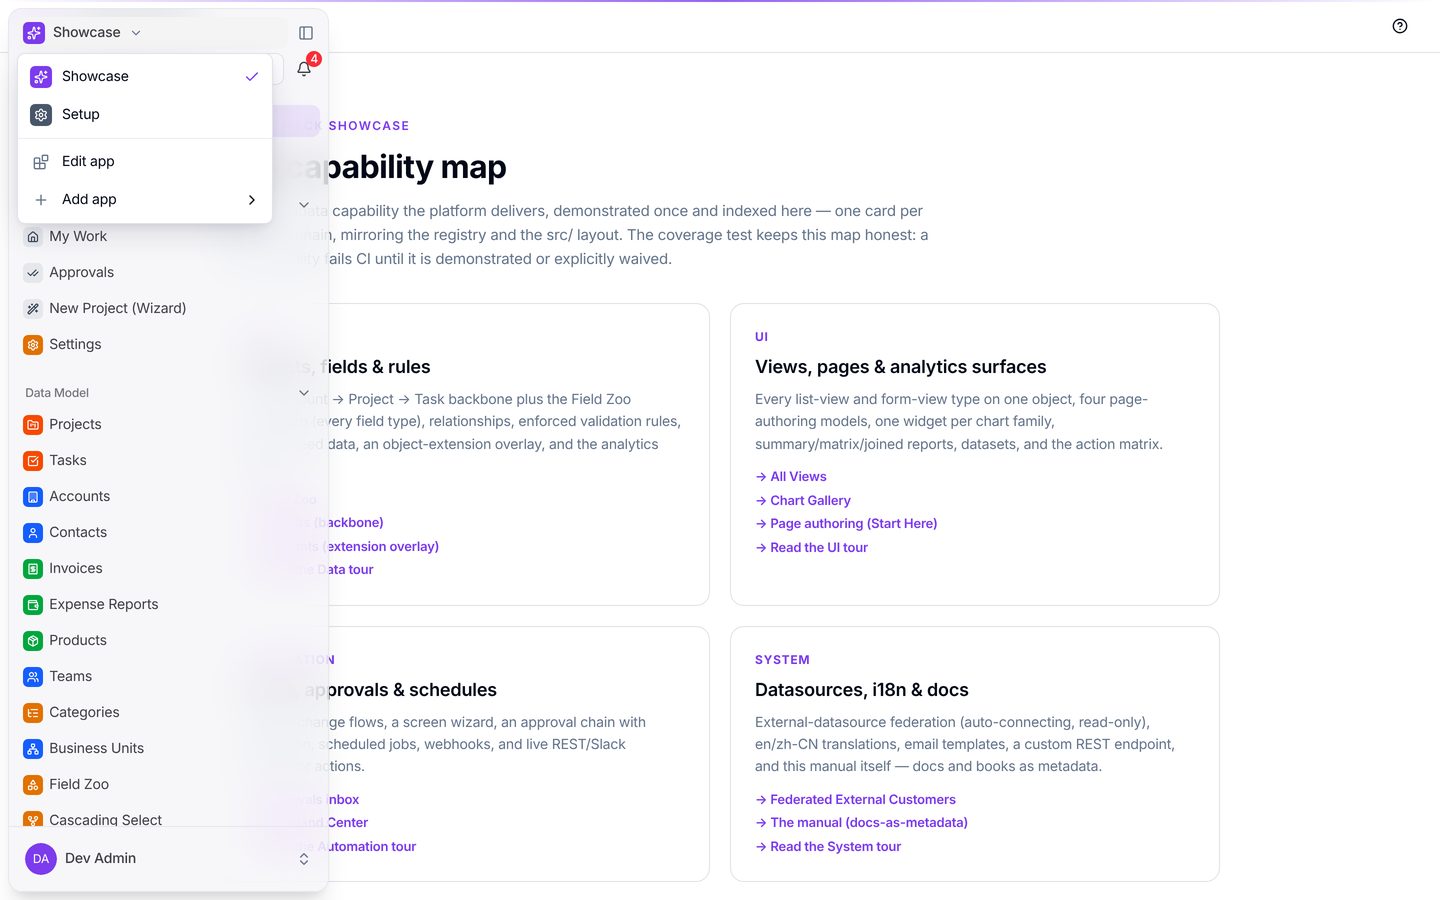 Showcase
4
Showcase
Setup
Edit app
Add app
My Work
Approvals
New Project (Wizard)
Settings
Data Model
Projects
Tasks
Accounts
Contacts
Invoices
Expense Reports
Products
Teams
Categories
Business Units
Field Zoo
Cascading Select
DA
Dev Admin
SHOWCASE
capability map
data capability the platform delivers, demonstrated once and indexed here — one card per
mirroring the registry and the src/ layout. The coverage test keeps this map honest: a
fails CI until it is demonstrated or explicitly waived.
fields & rules
→ Project → Task backbone plus the Field Zoo
(every field type), relationships, enforced validation rules,
data, an object-extension overlay, and the analytics
(backbone)
(extension overlay)
Data tour
UI
Views, pages & analytics surfaces
Every list-view and form-view type on one object, four page-
authoring models, one widget per chart family,
summary/matrix/joined reports, datasets, and the action matrix.
→ All Views
→ Chart Gallery
→ Page authoring (Start Here)
→ Read the UI tour
approvals & schedules
change flows, a screen wizard, an approval chain with
scheduled jobs, webhooks, and live REST/Slack
actions.
inbox
Center
Automation tour
SYSTEM
Datasources, i18n & docs
External-datasource federation (auto-connecting, read-only),
en/zh-CN translations, email templates, a custom REST endpoint,
and this manual itself — docs and books as metadata.
→ Federated External Customers
→ The manual (docs-as-metadata)
→ Read the System tour